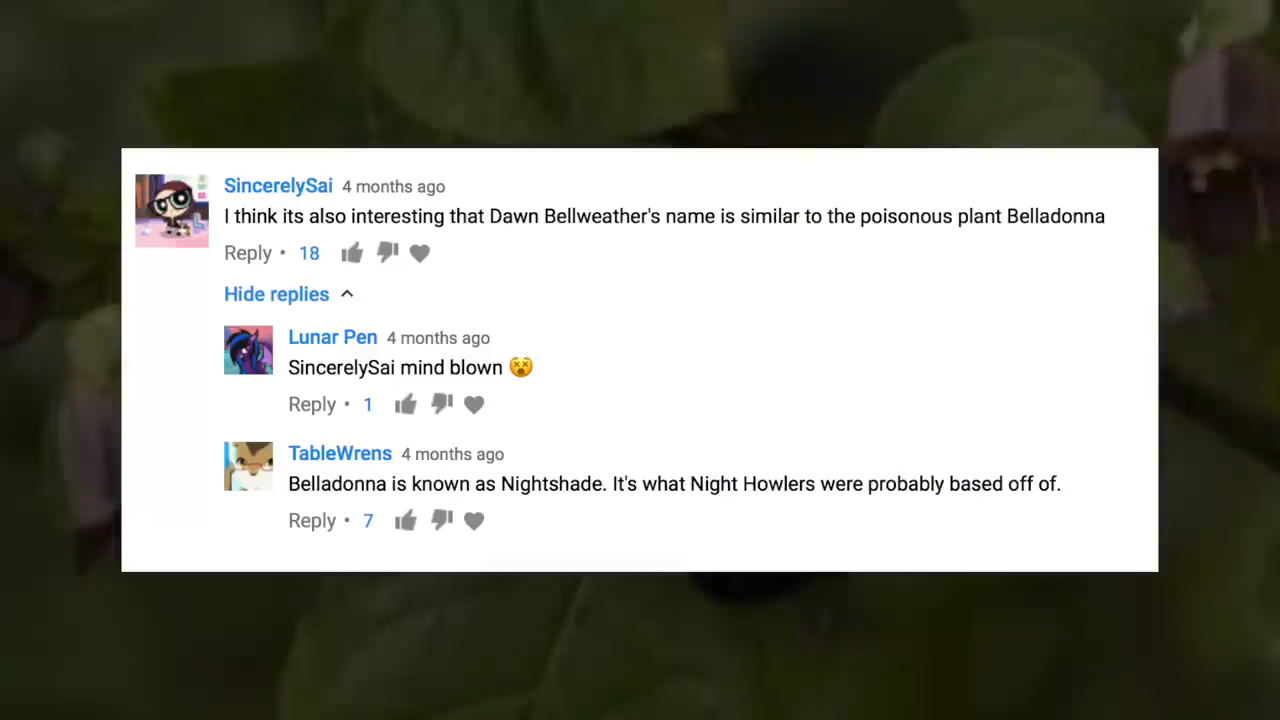 SincerelySai 4 months ago
I think its also interesting that Dawn Bellweather's name is similar to the poisonous plant Belladonna
Reply • 18
Hide replies
Lunar Pen 4 months ago
SincerelySai mind blown 😵
Reply • 1
TableWrens 4 months ago
Belladonna is known as Nightshade. It's what Night Howlers were probably based off of.
Reply • 7